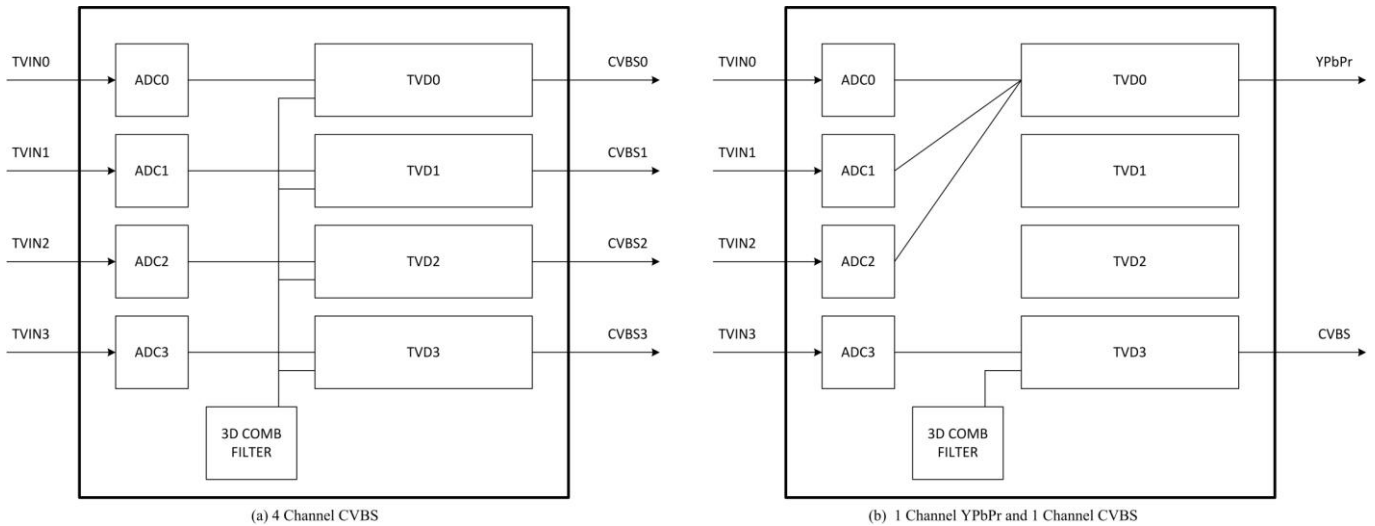 TVIN0
ADC0
TVD0
CVBS0
TVIN1
ADC1
TVD1
CVBS1
TVIN2
ADC2
TVD2
CVBS2
TVIN3
ADC3
TVD3
CVBS3
3D COMB
FILTER
(a) 4 Channel CVBS
TVIN0
ADC0
TVD0
YPbPr
TVIN1
ADC1
TVD1
TVIN2
ADC2
TVD2
TVIN3
ADC3
TVD3
CVBS
3D COMB
FILTER
(b) 1 Channel YPbPr and 1 Channel CVBS